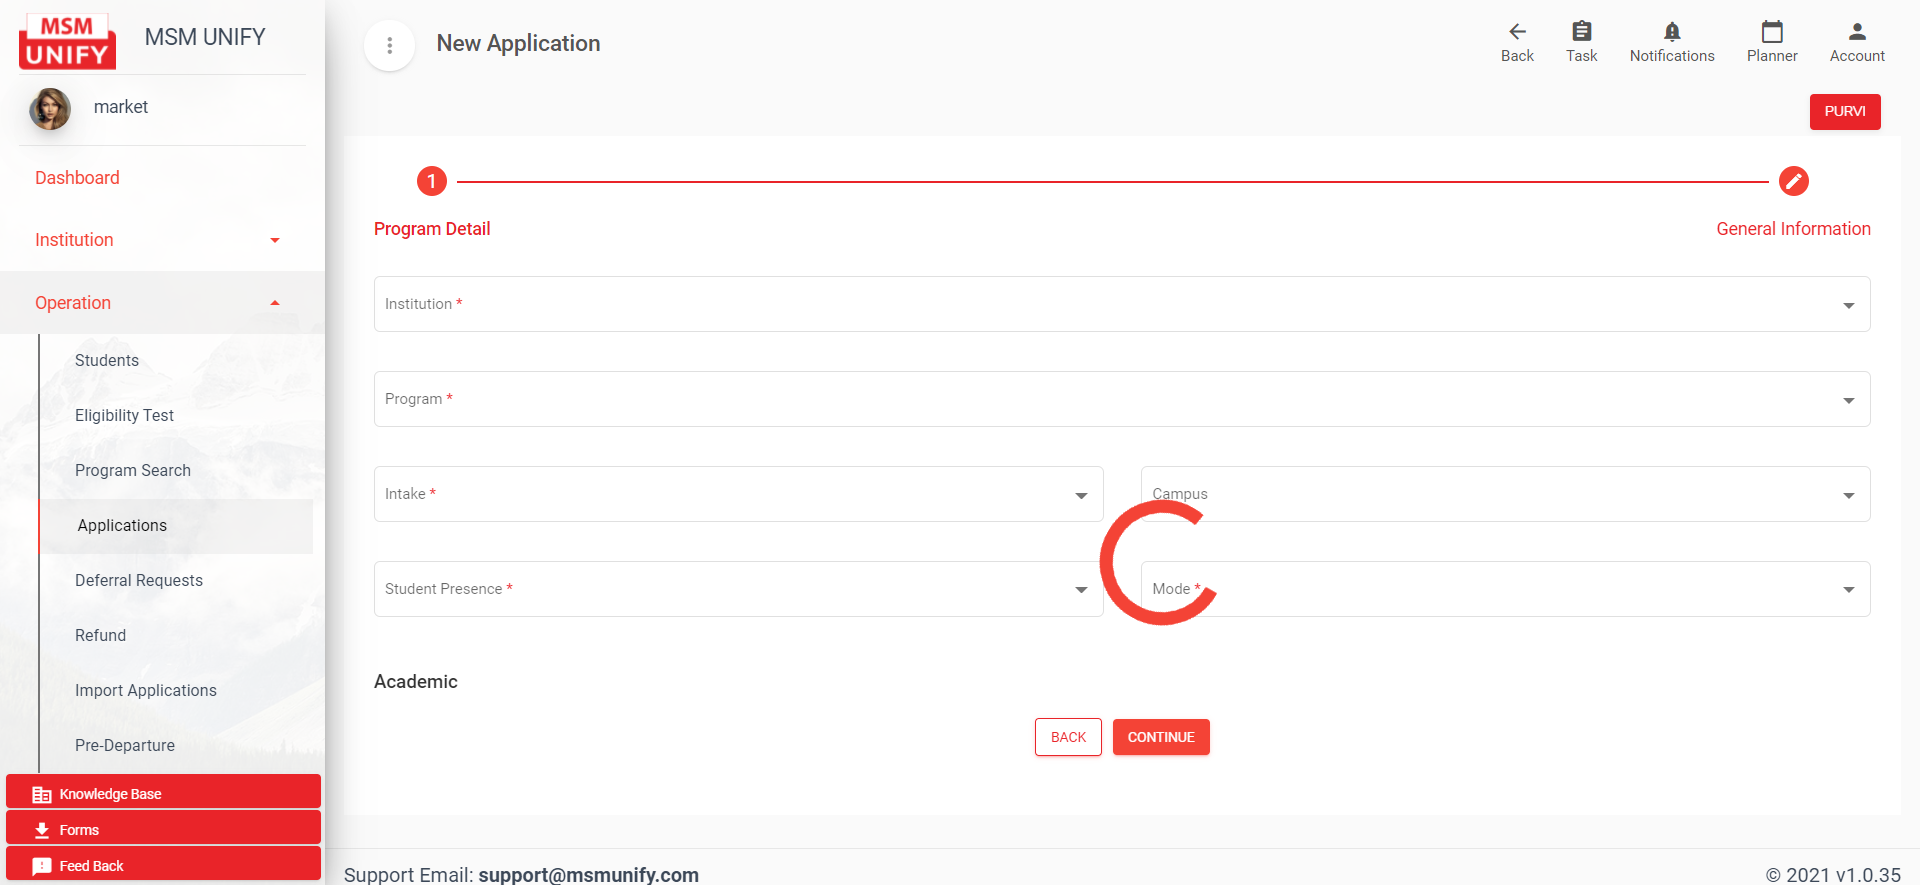 MSM
UNIFY
MSM UNIFY
market
Dashboard
Institution
Operation
Students
Eligibility Test
Program Search
Applications
Deferral Requests
Refund
Import Applications
Pre-Departure
Knowledge Base
Forms
Feed Back
New Application
Back
Task
Notifications
Planner
Account
PURVI
1
Program Detail
General Information
Institution *
Program *
Intake *
Campus
Student Presence *
Mode *
Academic
BACK
CONTINUE
Support Email: support@msmunify.com
© 2021 v1.0.35